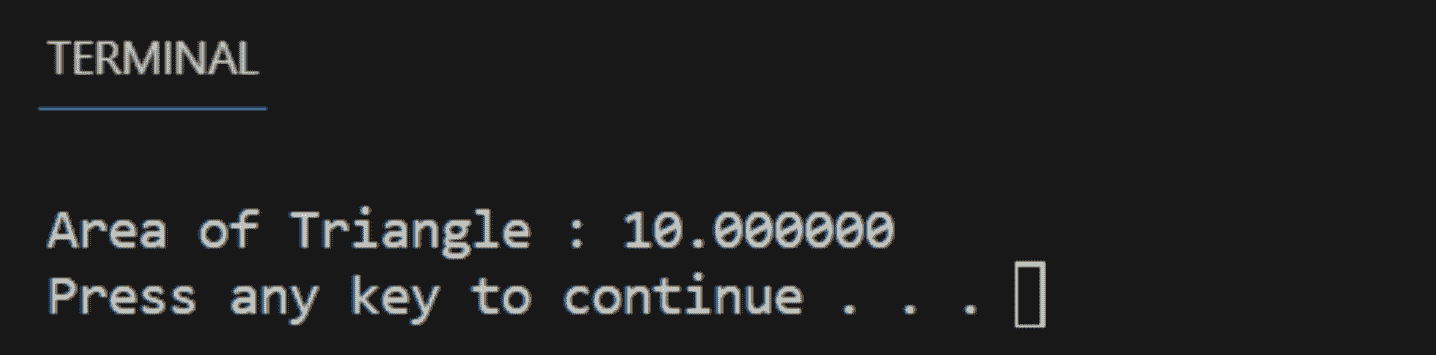 TERMINAL
Area of Triangle : 10.000000
Press any key to continue . . .